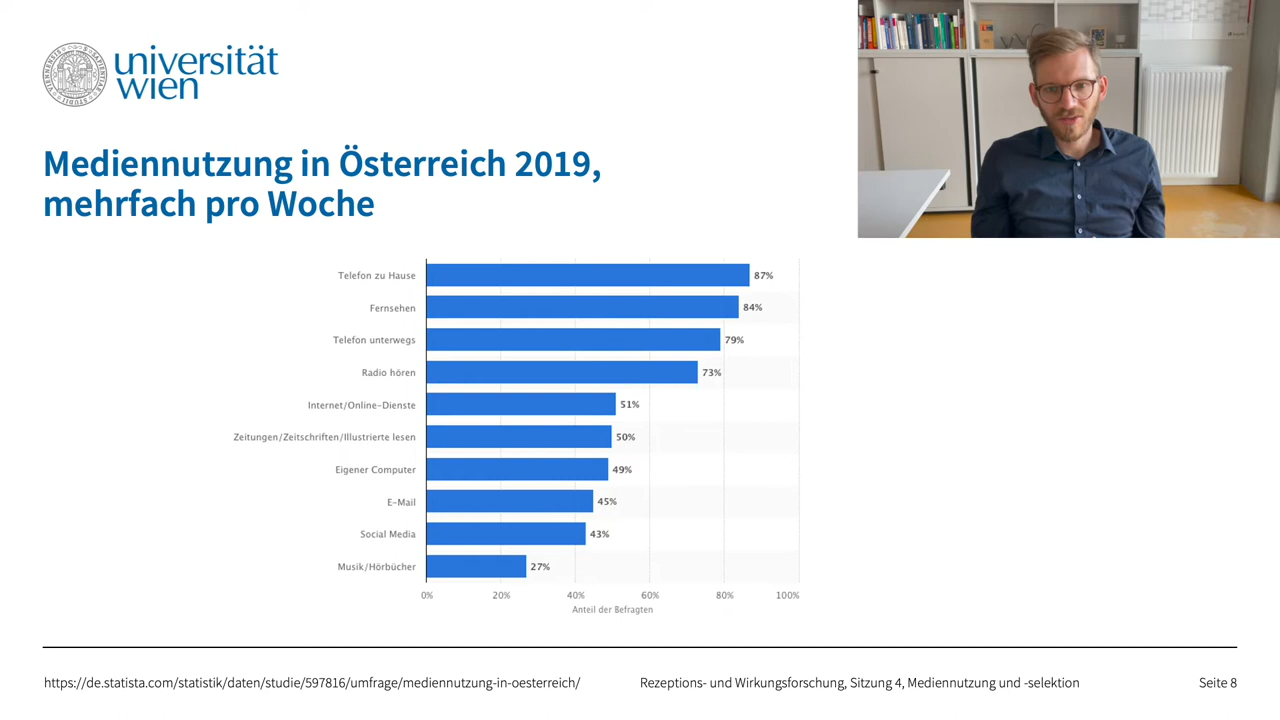 universität
wien
Mediennutzung in Österreich 2019,
mehrfach pro Woche
Telefon zu Hause 87%
Fernsehen 84%
Telefon unterwegs 79%
Radio hören 73%
Internet/Online-Dienste 51%
Zeitungen/Zeitschriften/Illustrierte lesen 50%
Eigener Computer 49%
E-Mail 45%
Social Media 43%
Musik/Hörbücher 27%
0% 20% 40% 60% 80% 100%
Anteil der Befragten
https://de.statista.com/statistik/daten/studie/597816/umfrage/mediennutzung-in-oesterreich/ Rezeptions- und Wirkungsforschung, Sitzung 4, Mediennutzung und -selektion Seite 8